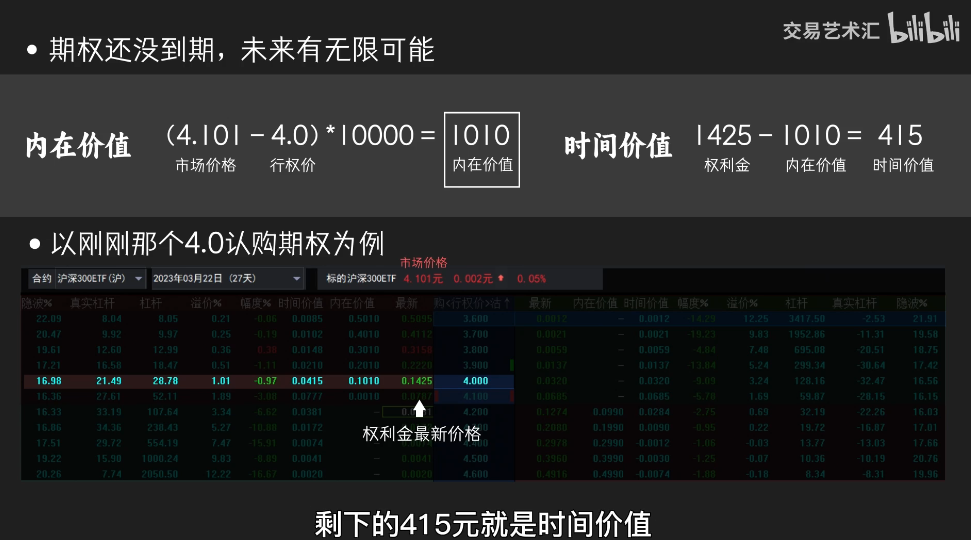 交易艺术汇 bilibili
• 期权还没到期，未来有无限可能
内在价值 (4.101 - 4.0) *10000 = 1010 时间价值 1425 - 1010 = 415
市场价格 行权价 内在价值 权利金 内在价值 时间价值
• 以刚刚那个4.0认购期权为例
市场价格
合约 沪深300ETF(沪) 2023年03月22日 (27天) 标的沪深300ETF 4.101元 0.002元 0.05%
隐波% 真实杠杆 杠杆 溢价% 幅度% 时间价值 内在价值 最新 购<行权价>沽↑ 最新 内在价值 时间价值 幅度% 溢价% 杠杆 真实杠杆 隐波%
22.09 8.04 8.05 0.21 -0.06 0.0085 0.5010 0.5095 3.600 0.0012 — 0.0012 -14.29 12.25 3417.50 -2.53 21.91
20.47 9.92 9.97 0.25 -0.19 0.0102 0.4010 0.4112 3.700 0.0021 — 0.0021 -19.23 9.83 1952.86 -11.31 19.58
19.61 12.60 12.99 0.36 0.38 0.0148 0.3010 0.3158 3.800 0.0059 — 0.0059 -4.84 7.48 695.08 -20.51 18.75
17.21 16.58 18.47 0.51 -1.11 0.0210 0.2010 0.2220 3.900 0.0137 — 0.0137 -13.84 5.24 299.34 -30.64 17.42
16.98 21.49 28.78 1.01 -0.97 0.0415 0.1010 0.1425 4.000 0.0320 — 0.0320 -9.09 3.24 128.16 -32.47 16.56
16.36 27.61 52.11 1.89 -3.08 0.0777 0.0010 4.100 0.0685 — 0.0685 -5.78 1.69 59.87 -28.15 16.15
16.33 33.19 107.64 3.34 -6.62 0.0381 — 4.200 0.1274 0.0990 0.0284 -2.75 0.69 32.19 -22.26 16.03
16.86 34.36 238.43 5.27 -10.88 0.0172 — 0.2080 0.1990 0.0090 -0.95 0.22 19.72 -16.87 17.01
权利金最新价格
17.51 29.72 554.19 7.47 -15.91 0.0074 — 0.2978 0.2990 -0.0012 -0.03 13.77 -13.03 17.66
19.22 15.90 1000.24 9.83 0.0041 — 0.0041 4.500 0.3960 0.3990 -0.0030 -1.25 -0.07 10.36 -10.19 20.76
20.26 7.74 2050.50 12.22 -16.67 0.0020 — 0.0020 4.600 0.4916 0.4990 -0.0074 -1.80 -0.18 8.34 -8.31 19.96
剩下的415元就是时间价值